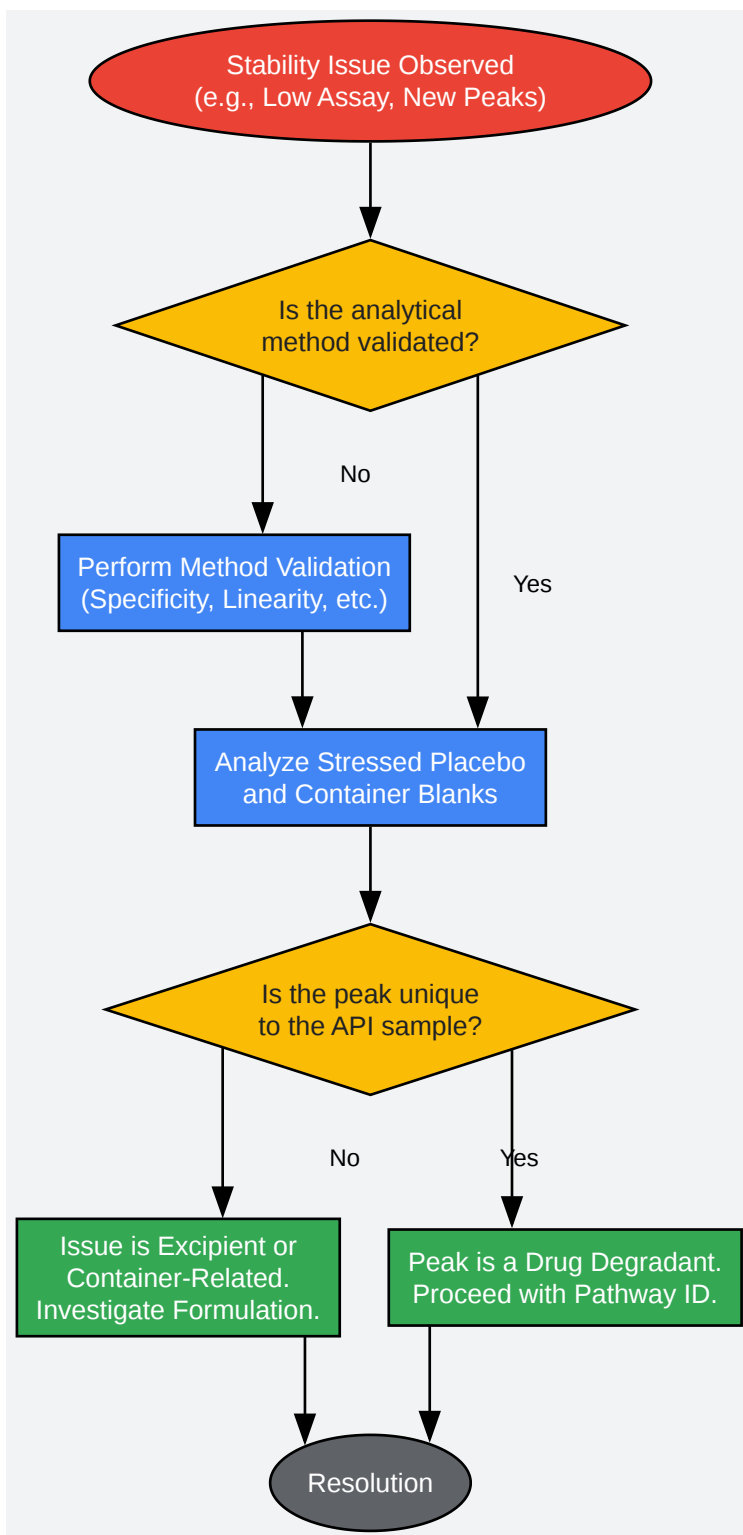 Stability Issue Observed
(e.g., Low Assay, New Peaks)
Is the analytical
method validated?
No
Perform Method Validation
(Specificity, Linearity, etc.)
Yes
Analyze Stressed Placebo
and Container Blanks
Is the peak unique
to the API sample?
No
Yes
Issue is Excipient or
Container-Related.
Investigate Formulation.
Peak is a Drug Degradant.
Proceed with Pathway ID.
Resolution